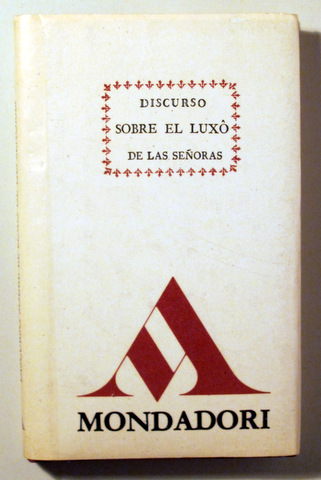 DISCURSO
SOBRE EL LUXÔ
DE LAS SEÑORAS
MONDADORI